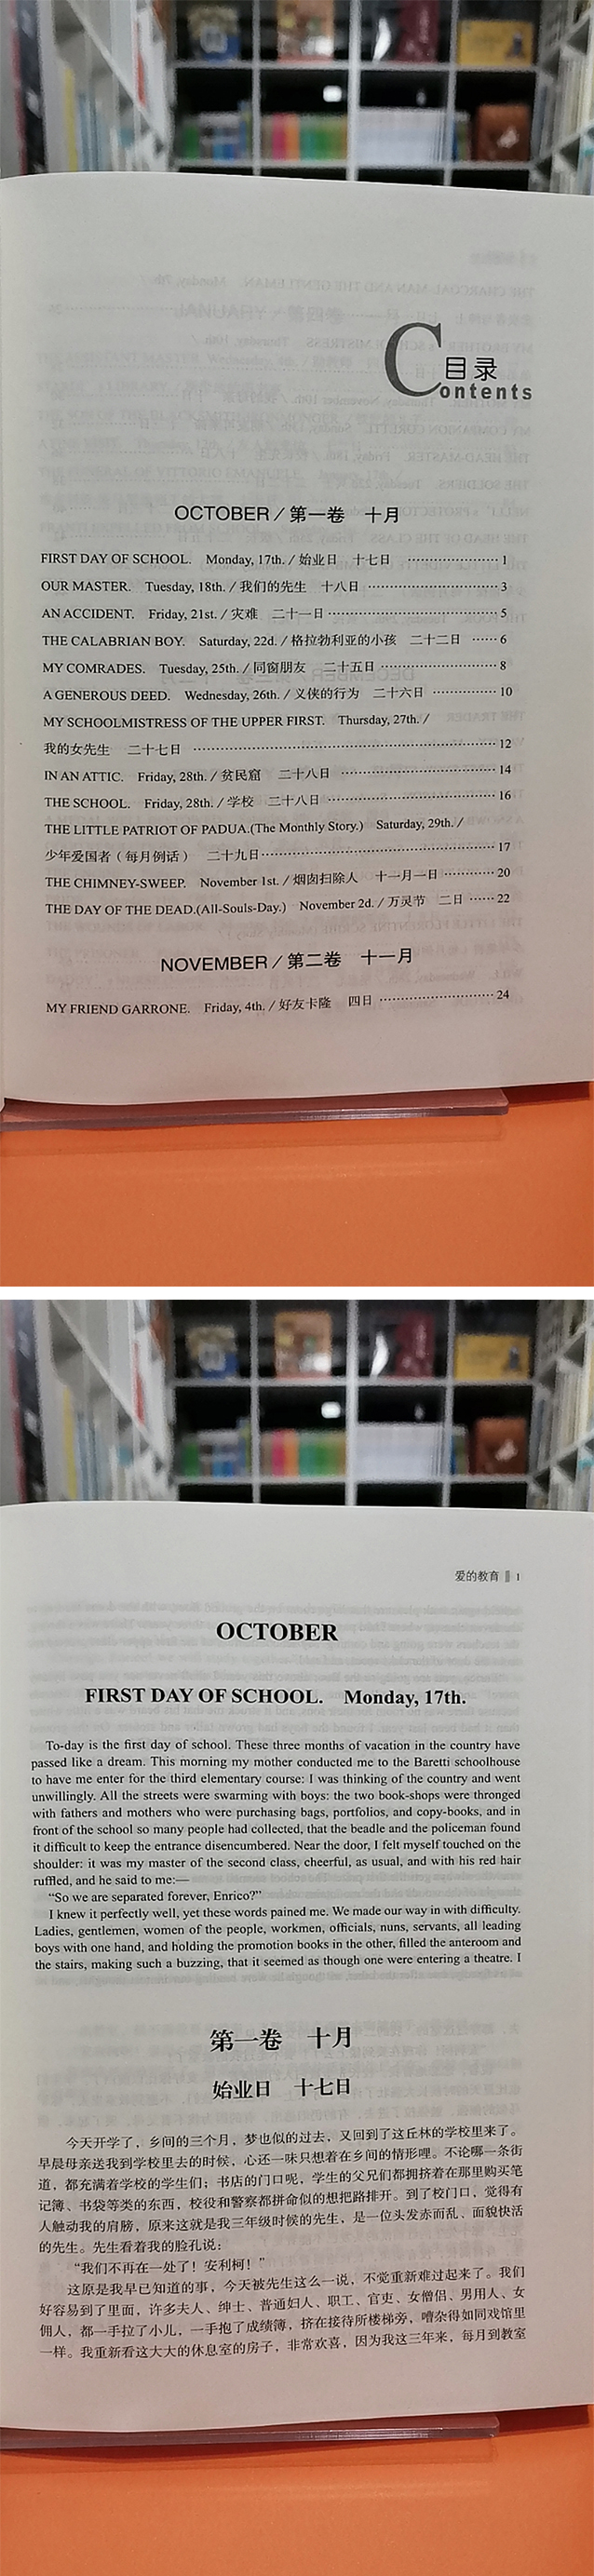 C目录
ontents
OCTOBER / 第一卷 十月
FIRST DAY OF SCHOOL. Monday, 17th. / 始业日 十七日 ··················· 1
OUR MASTER. Tuesday, 18th. / 我们的先生 十八日 ··························· 3
AN ACCIDENT. Friday, 21st. / 灾难 二十一日 ··································· 5
THE CALABRIAN BOY. Saturday, 22d. / 格拉勃利亚的小孩 二十二日 ······ 6
MY COMRADES. Tuesday, 25th. / 同窗朋友 二十五日 ························ 8
A GENEROUS DEED. Wednesday, 26th. / 义侠的行为 二十六日 ·············· 10
MY SCHOOLMISTRESS OF THE UPPER FIRST. Thursday, 27th. /
我的女先生 二十七日 ································································ 12
IN AN ATTIC. Friday, 28th. / 贫民窟 二十八日 ································ 14
THE SCHOOL. Friday, 28th. / 学校 二十八日 ··································· 16
THE LITTLE PATRIOT OF PADUA.(The Monthly Story.) Saturday, 29th. /
少年爱国者（每月例话） 二十九日 ················································ 17
THE CHIMNEY-SWEEP. November 1st. / 烟囱扫除人 十一月一日 ··········· 20
THE DAY OF THE DEAD.(All-Souls-Day.) November 2d. / 万灵节 二日 ······ 22
NOVEMBER / 第二卷 十一月
MY FRIEND GARRONE. Friday, 4th. / 好友卡隆 四日 ························ 24
爱的教育 1
OCTOBER
FIRST DAY OF SCHOOL. Monday, 17th.
To-day is the first day of school. These three months of vacation in the country have
passed like a dream. This morning my mother conducted me to the Baretti schoolhouse
to have me enter for the third elementary course: I was thinking of the country and went
unwillingly. All the streets were swarming with boys: the two book-shops were thronged
with fathers and mothers who were purchasing bags, portfolios, and copy-books, and in
front of the school so many people had collected, that the beadle and the policeman found
it difficult to keep the entrance disencumbered. Near the door, I felt myself touched on the
shoulder: it was my master of the second class, cheerful, as usual, and with his red hair
ruffled, and he said to me:—
“So we are separated forever, Enrico?”
I knew it perfectly well, yet these words pained me. We made our way in with difficulty.
Ladies, gentlemen, women of the people, workmen, officials, nuns, servants, all leading
boys with one hand, and holding the promotion books in the other, filled the anteroom and
the stairs, making such a buzzing, that it seemed as though one were entering a theatre. I
第一卷 十月
始业日 十七日
今天开学了，乡间的三个月，梦也似的过去，又回到了这丘林的学校里来了。
早晨母亲送我到学校里去的时候，心还一味只想着在乡间的情形哩。不论哪一条街
道，都充满着学校的学生们；书店的门口呢，学生的父兄们都拥挤着在那里购买笔
记簿、书袋等类的东西，校役和警察都拼命似的想把路排开。到了校门口，觉得有
人触动我的肩膀，原来这就是我三年级时候的先生，是一位头发赤而乱、面貌快活
的先生。先生看着我的脸孔说：
“我们不再在一处了！安利柯！”
这原是我早已知道的事，今天被先生这么一说，不觉重新难过起来了。我们
好容易到了里面，许多夫人、绅士、普通妇人、职工、官吏、女僧侣、男用人、女
佣人，都一手拉了小儿，一手抱了成绩簿，挤在接待所楼梯旁，嘈杂得如同戏馆里
一样。我重新看这大大的休息室的房子，非常欢喜，因为我这三年来，每月到教室